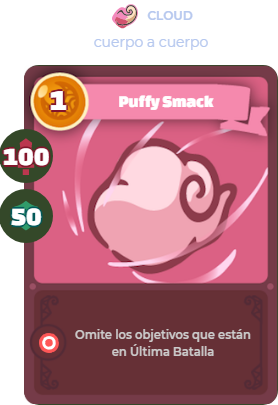 CLOUD
cuerpo a cuerpo
1
Puffy Smack
100
50
Omite los objetivos que están
en Última Batalla